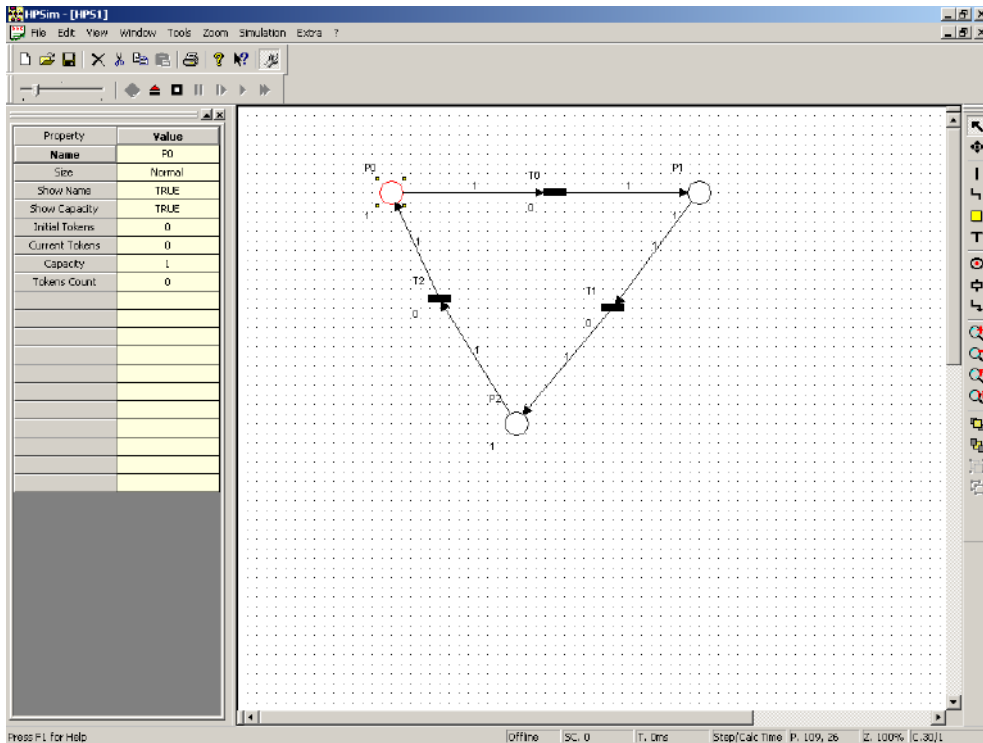 HPSim - [HPS1]
File Edit View Window Tools Zoom Simulation Extra ?
Property Value
Name P0
Size Normal
Show Name TRUE
Show Capacity TRUE
Initial Tokens 0
Current Tokens 0
Capacity 1
Tokens Count 0
P0 T0 P1
1 1
1 0 1
1 1
T2 T1
0 0
1 1
P2
1
Press F1 for Help Offline SC. 0 T. 0ms Step/Calc Time P. 109, 26 Z. 100% C.30/1